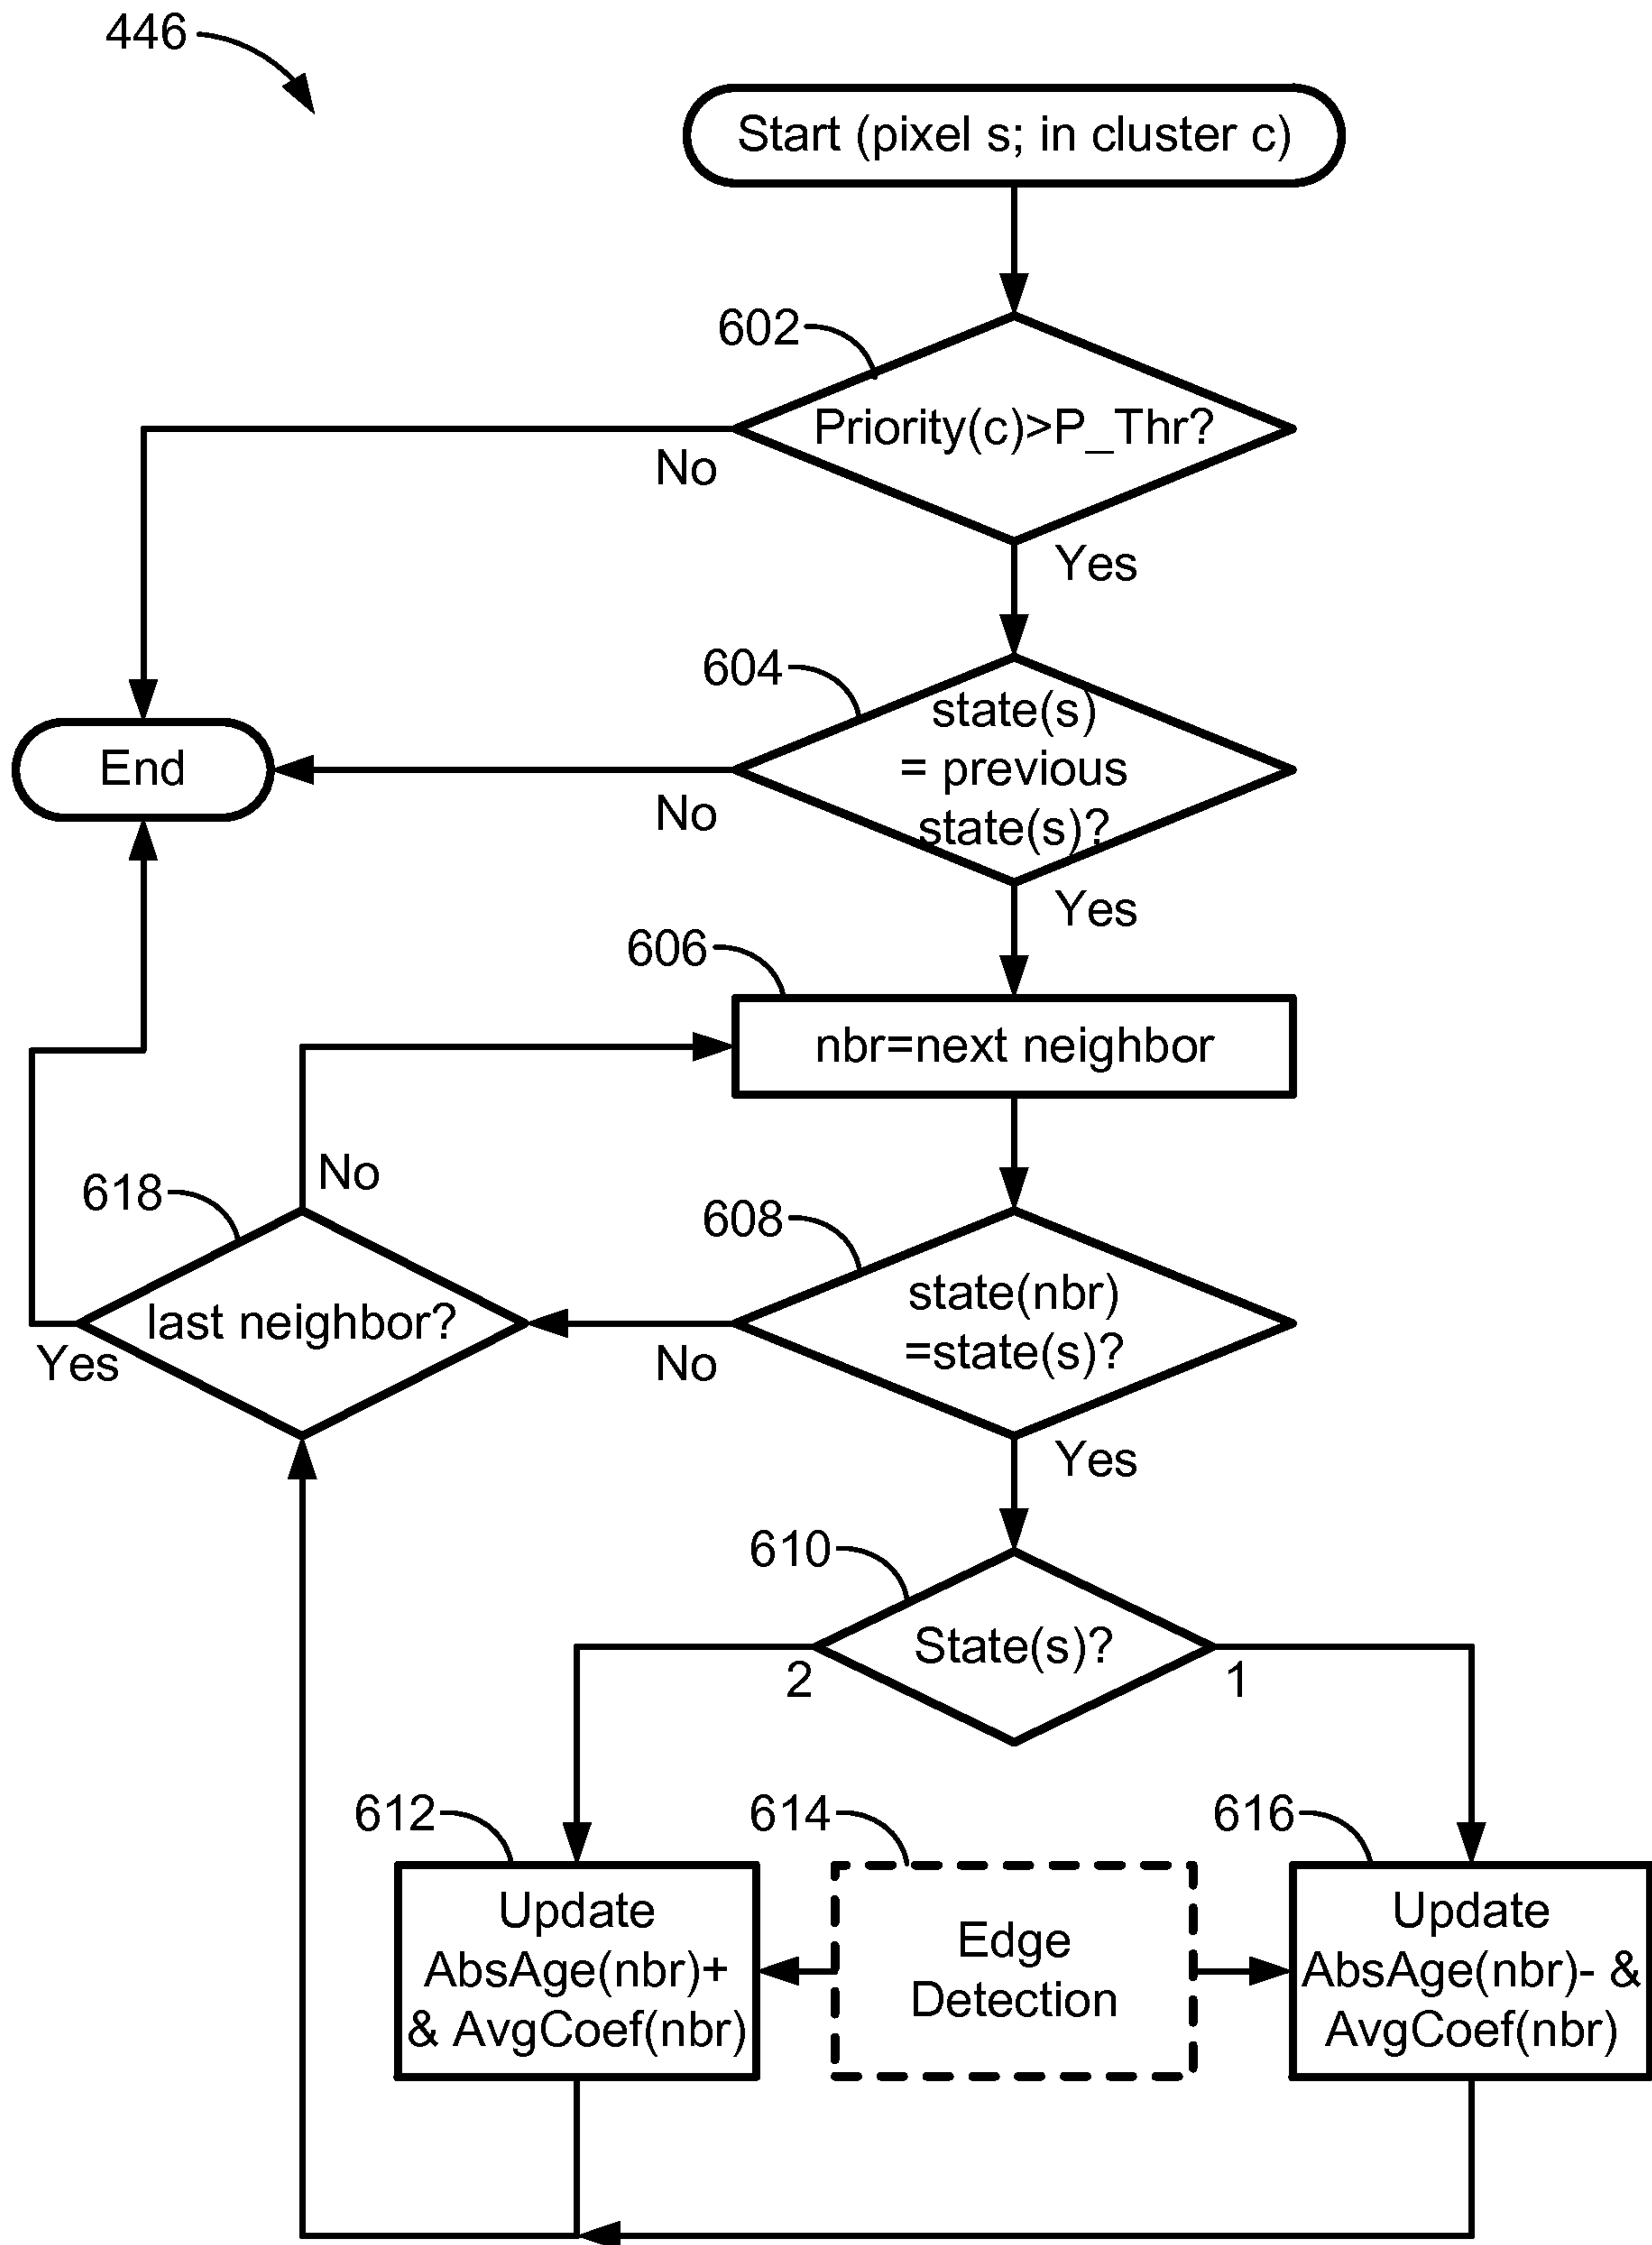 446
Start (pixel s; in cluster c)
602
Priority(c)>P_Thr?
No
Yes
604
state(s)
= previous
state(s)?
End
No
Yes
606
nbr=next neighbor
No
618
608
last neighbor?
state(nbr)
=state(s)?
Yes
No
Yes
610
State(s)?
2
1
612
614
616
Update
AbsAge(nbr)+
& AvgCoef(nbr)
Edge
Detection
Update
AbsAge(nbr)- &
AvgCoef(nbr)